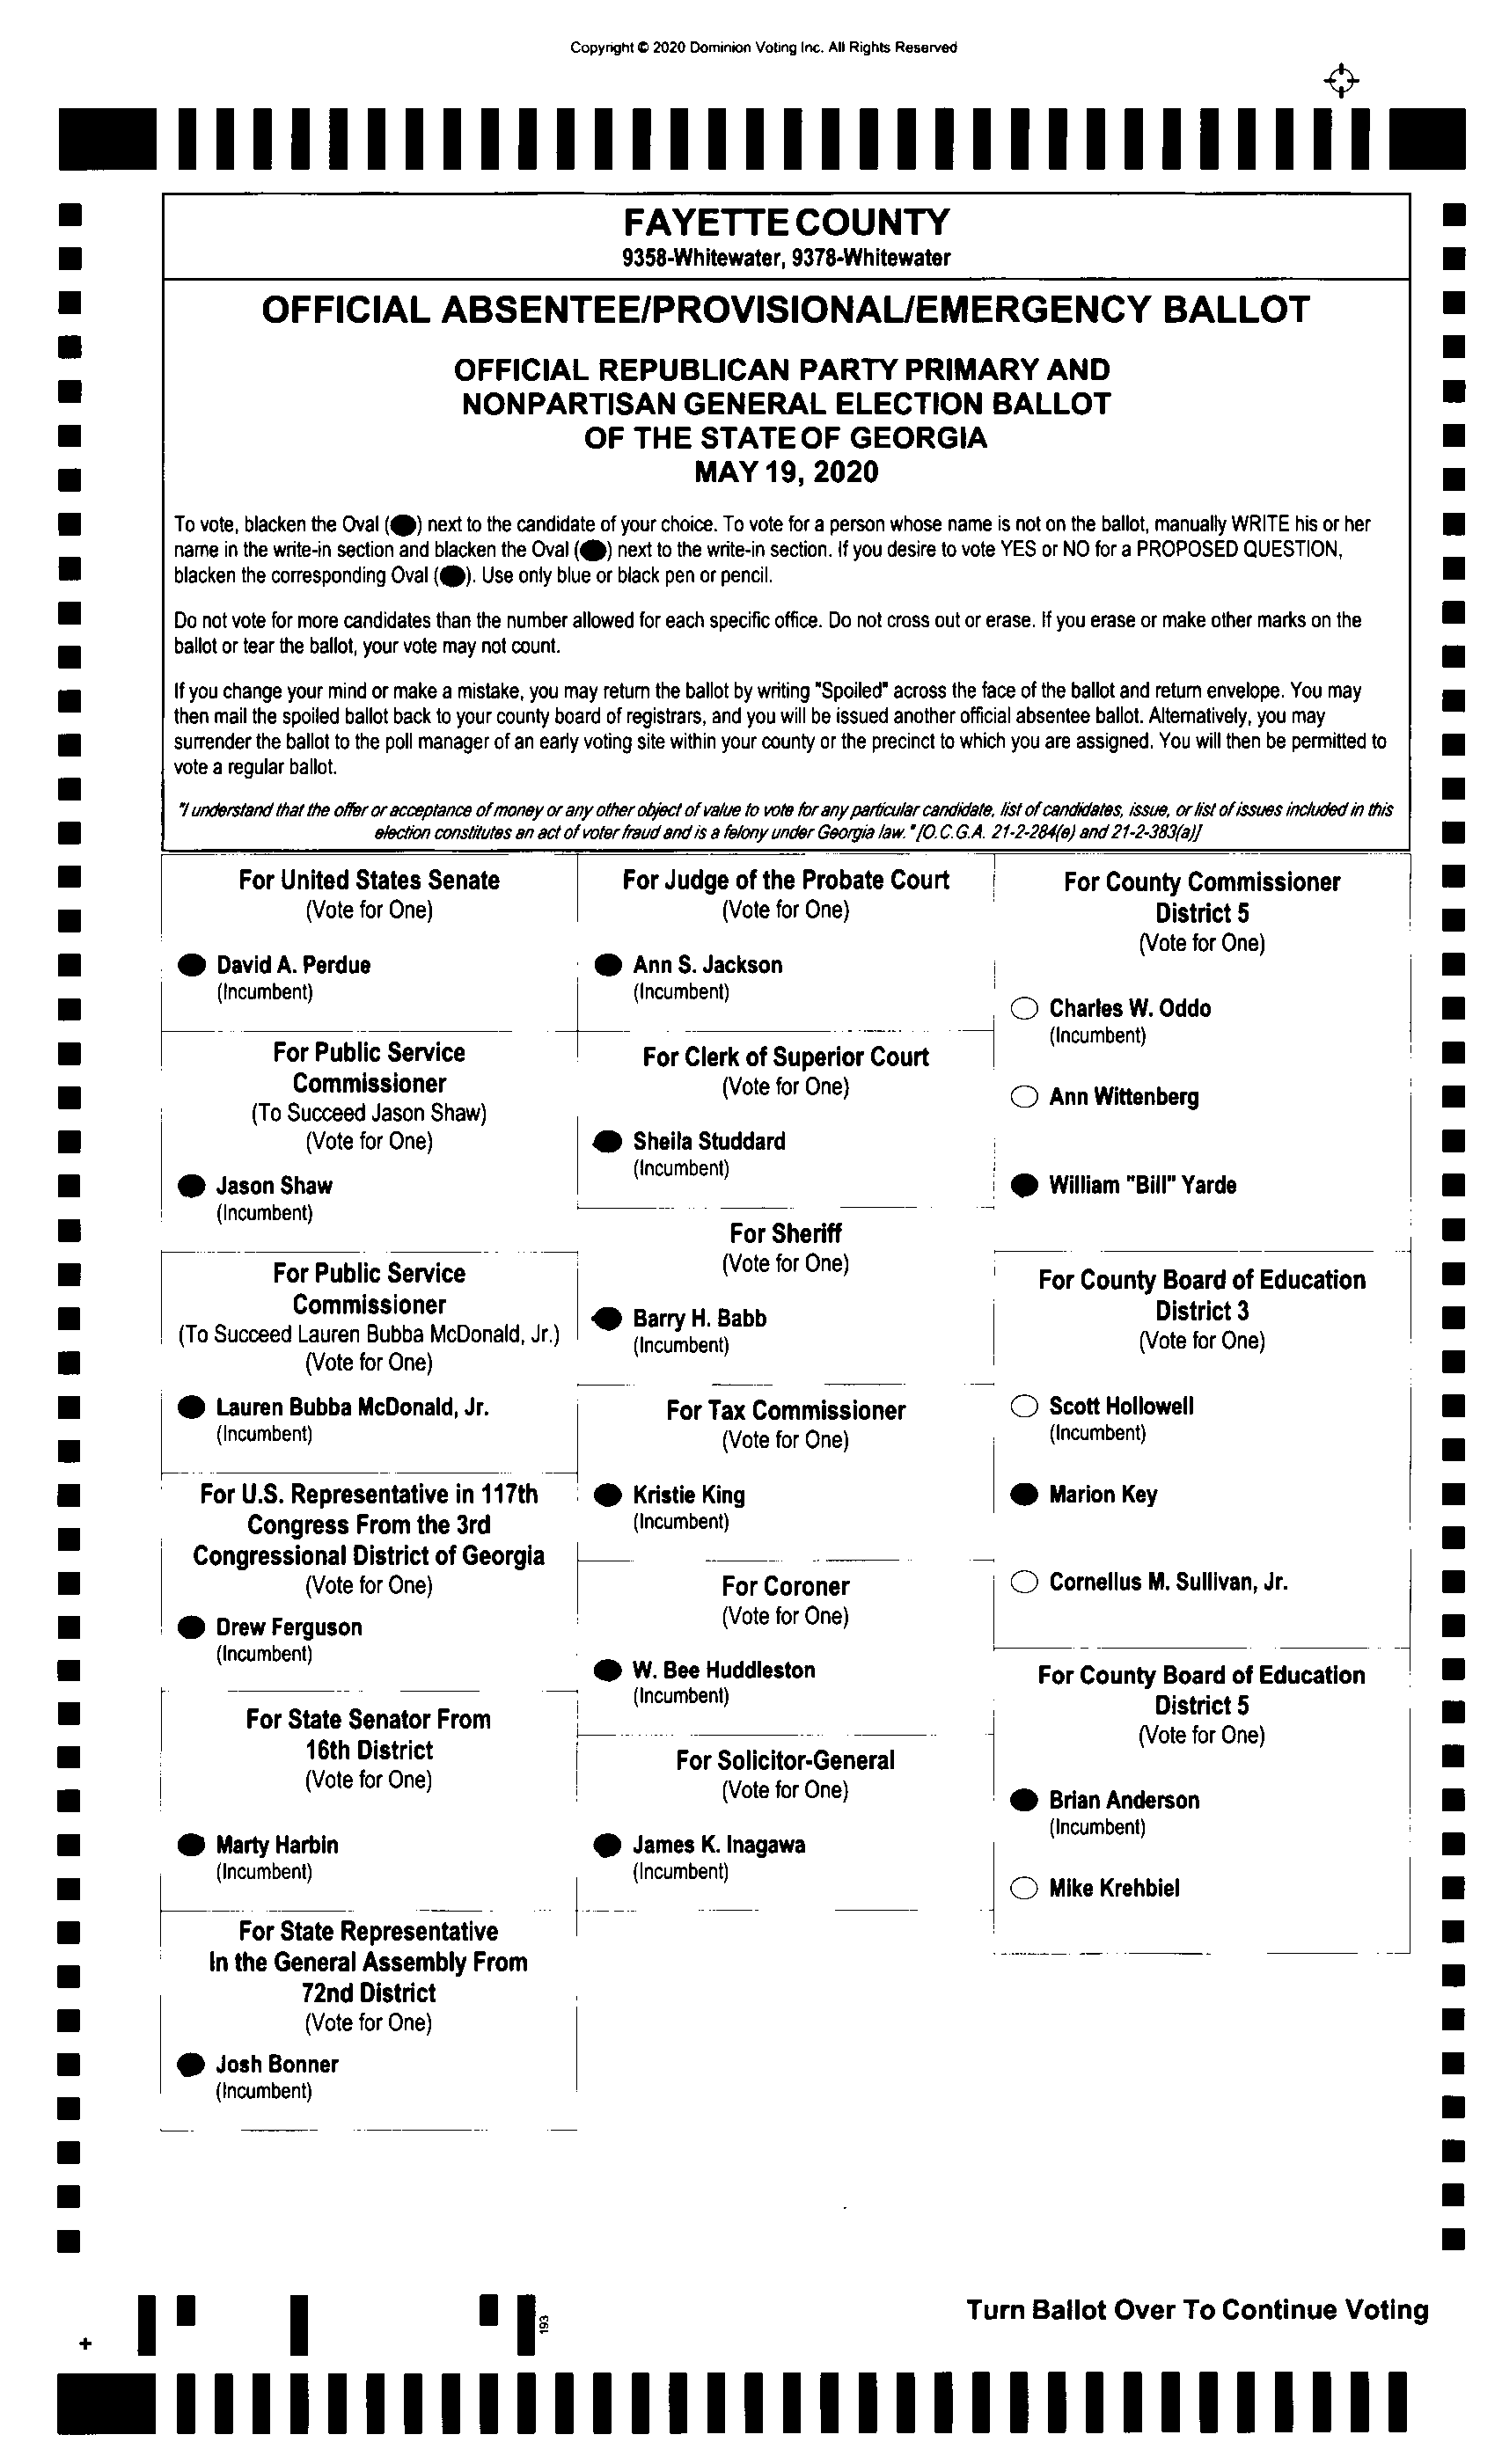 Copyright © 2020 Dominion Voting Inc. All Rights Reserved
FAYETTE COUNTY
9358-Whitewater, 9378-Whitewater
OFFICIAL ABSENTEE/PROVISIONAL/EMERGENCY BALLOT
OFFICIAL REPUBLICAN PARTY PRIMARY AND
NONPARTISAN GENERAL ELECTION BALLOT
OF THE STATE OF GEORGIA
MAY 19, 2020
To vote, blacken the Oval (●) next to the candidate of your choice. To vote for a person whose name is not on the ballot, manually WRITE his or her
name in the write-in section and blacken the Oval (●) next to the write-in section. If you desire to vote YES or NO for a PROPOSED QUESTION,
blacken the corresponding Oval (●). Use only blue or black pen or pencil.
Do not vote for more candidates than the number allowed for each specific office. Do not cross out or erase. If you erase or make other marks on the
ballot or tear the ballot, your vote may not count.
If you change your mind or make a mistake, you may return the ballot by writing "Spoiled" across the face of the ballot and return envelope. You may
then mail the spoiled ballot back to your county board of registrars, and you will be issued another official absentee ballot. Alternatively, you may
surrender the ballot to the poll manager of an early voting site within your county or the precinct to which you are assigned. You will then be permitted to
vote a regular ballot.
"I understand that the offer or acceptance of money or any other object of value to vote for any particular candidate, list of candidates, issue, or list of issues included in this
election constitutes an act of voter fraud and is a felony under Georgia law." [O.C.G.A. 21-2-284(e) and 21-2-383(a)]
For United States Senate
(Vote for One)
David A. Perdue
(Incumbent)
For Public Service
Commissioner
(To Succeed Jason Shaw)
(Vote for One)
Jason Shaw
(Incumbent)
For Public Service
Commissioner
(To Succeed Lauren Bubba McDonald, Jr.)
(Vote for One)
Lauren Bubba McDonald, Jr.
(Incumbent)
For U.S. Representative in 117th
Congress From the 3rd
Congressional District of Georgia
(Vote for One)
Drew Ferguson
(Incumbent)
For State Senator From
16th District
(Vote for One)
Marty Harbin
(Incumbent)
For State Representative
In the General Assembly From
72nd District
(Vote for One)
Josh Bonner
(Incumbent)
For Judge of the Probate Court
(Vote for One)
Ann S. Jackson
(Incumbent)
For Clerk of Superior Court
(Vote for One)
Sheila Studdard
(Incumbent)
For Sheriff
(Vote for One)
Barry H. Babb
(Incumbent)
For Tax Commissioner
(Vote for One)
Kristie King
(Incumbent)
For Coroner
(Vote for One)
W. Bee Huddleston
(Incumbent)
For Solicitor-General
(Vote for One)
James K. Inagawa
(Incumbent)
For County Commissioner
District 5
(Vote for One)
Charles W. Oddo
(Incumbent)
Ann Wittenberg
William "Bill" Yarde
For County Board of Education
District 3
(Vote for One)
Scott Hollowell
(Incumbent)
Marion Key
Cornelius M. Sullivan, Jr.
For County Board of Education
District 5
(Vote for One)
Brian Anderson
(Incumbent)
Mike Krehbiel
Turn Ballot Over To Continue Voting
193
+